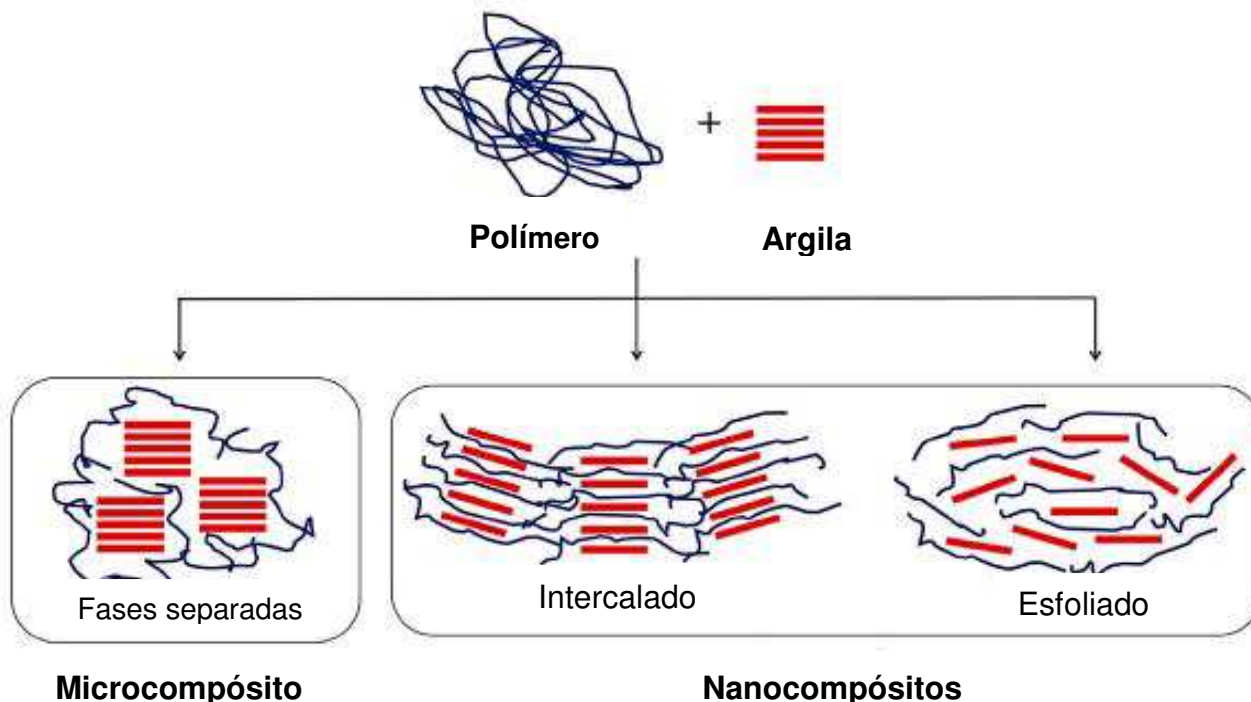 +
Polímero Argila
Fases separadas Intercalado Esfoliado
Microcompósito Nanocompósitos